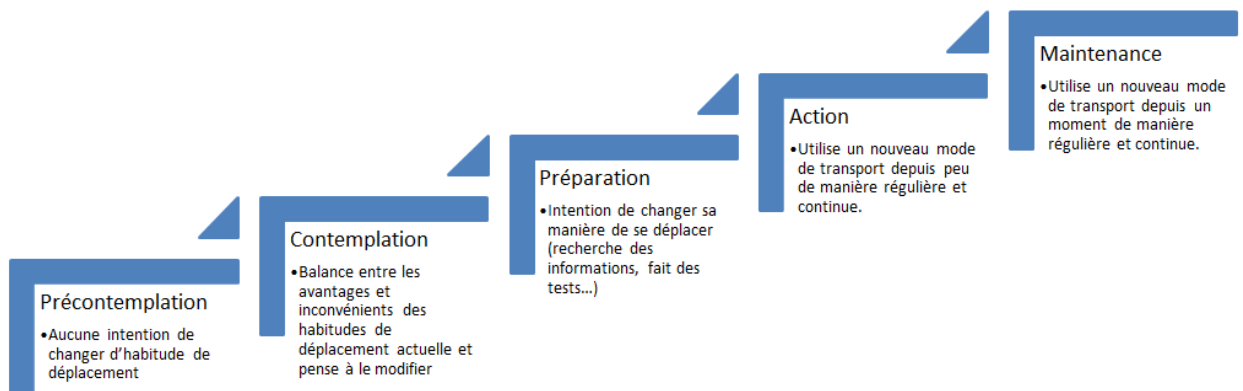 Précontemplation
•Aucune intention de
changer d’habitude de
déplacement
Contemplation
•Balance entre les
avantages et
inconvénients des
habitudes de
déplacement actuelle et
pense à le modifier
Préparation
•Intention de changer sa
manière de se déplacer
(recherche des
informations, fait des
tests...)
Action
•Utilise un nouveau mode
de transport depuis peu
de manière régulière et
continue.
Maintenance
•Utilise un nouveau mode
de transport depuis un
moment de manière
régulière et continue.